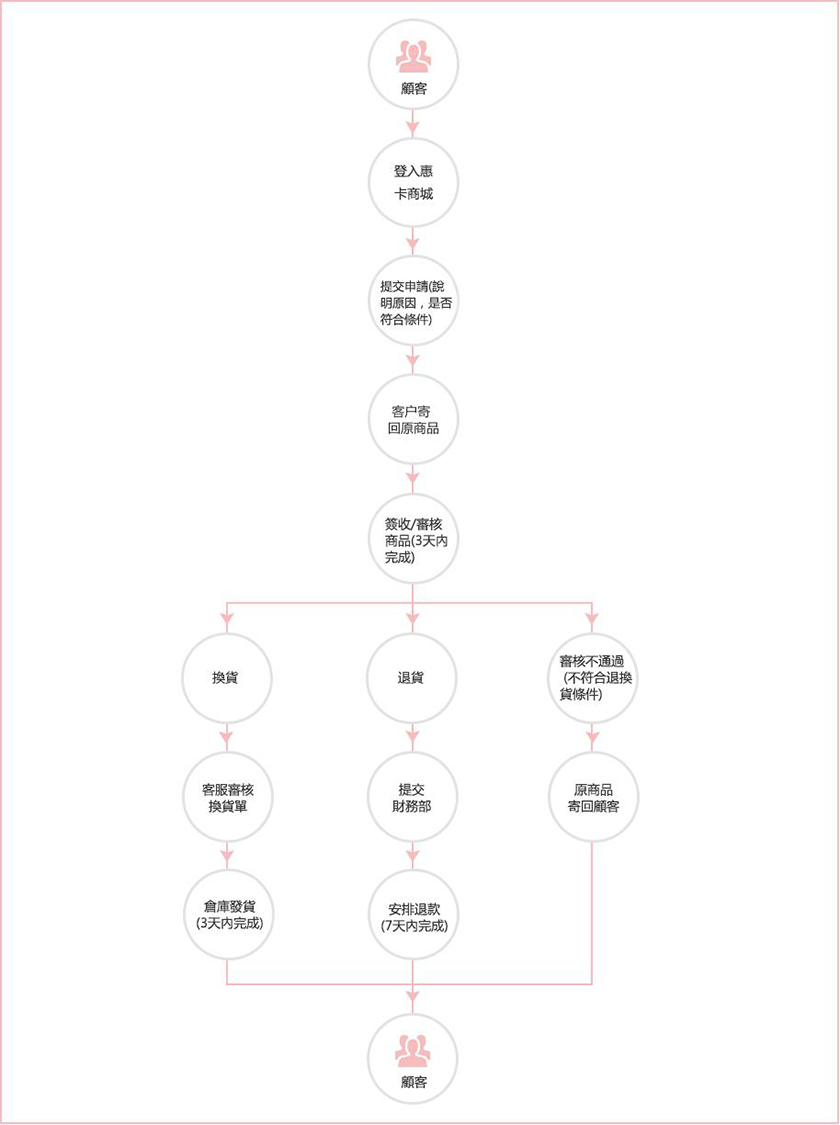 顧客
登入惠
卡商城
提交申請(說
明原因，是否
符合條件)
客户寄
回原商品
簽收/審核
商品(3天内
完成)
換貨
退貨
審核不通過
(不符合退換
貨條件)
客服審核
換貨單
提交
財務部
原商品
寄回顧客
倉庫發貨
(3天内完成)
安排退款
(7天内完成)
顧客